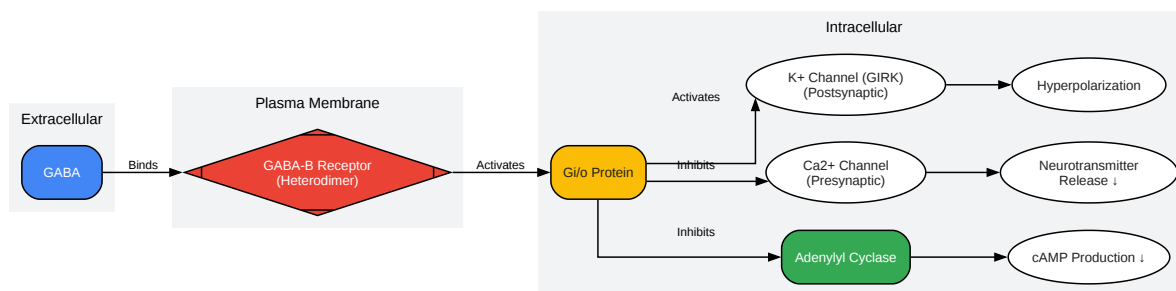 Extracellular
GABA
Binds
Plasma Membrane
GABA-B Receptor
(Heterodimer)
Activates
Intracellular
Gi/o Protein
Activates
K+ Channel (GIRK)
(Postsynaptic)
Hyperpolarization
Inhibits
Ca2+ Channel
(Presynaptic)
Neurotransmitter
Release ↓
Inhibits
Adenylyl Cyclase
cAMP Production ↓